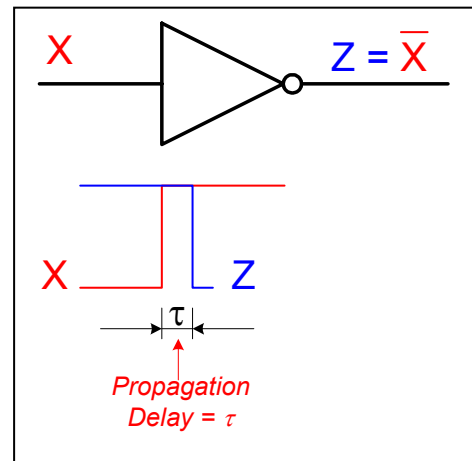 X Z = X̅
X Z
τ
Propagation
Delay = τ